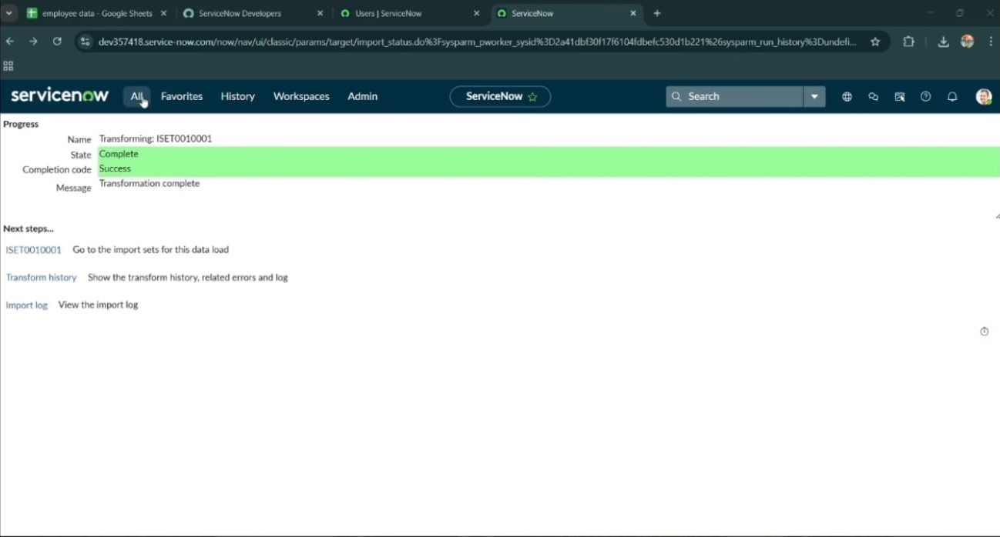 employee data - Google Sheets
ServiceNow Developers
Users | ServiceNow
ServiceNow
dev357418.service-now.com/now/nav/ui/classic/params/target/import_status.do%3Fsysparm_pworker_sysid%3D2a41dbf30f17f6104fdbefc530d1b221%26sysparm_run_history%3Dundefi...
servicenow
All
Favorites
History
Workspaces
Admin
ServiceNow
Search
Progress
Name Transforming: ISET0010001
State Complete
Completion code Success
Message Transformation complete
Next steps...
ISET0010001 Go to the import sets for this data load
Transform history Show the transform history, related errors and log
Import log View the import log